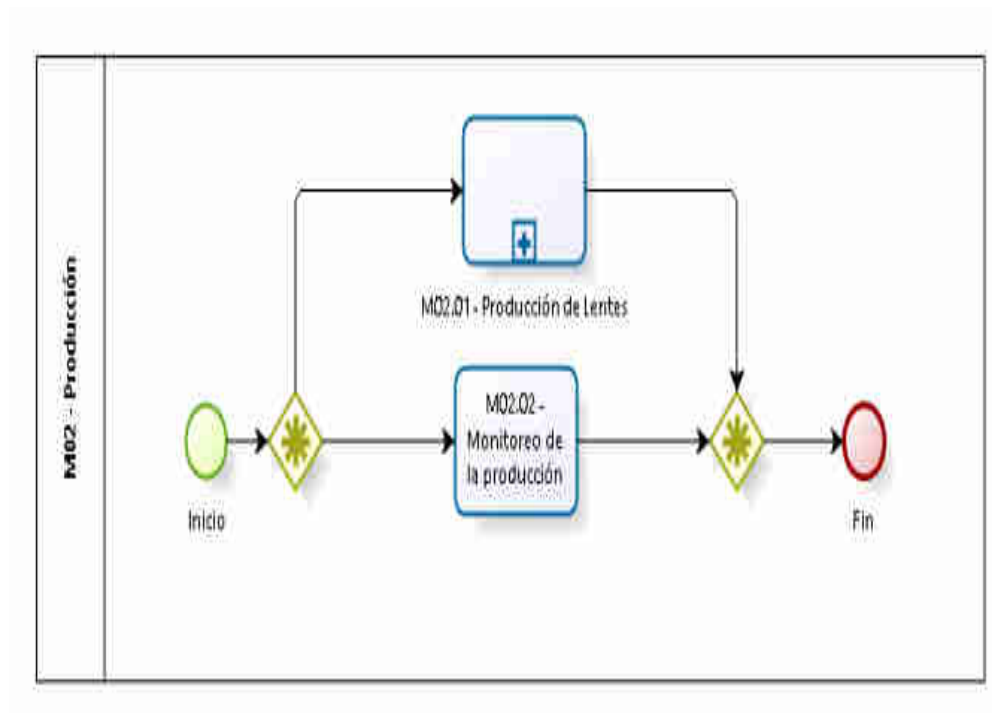 M02 - Producción
M02.01 - Producción de Lentes
M02.02 -
Monitoreo de
la producción
Inicio
Fin